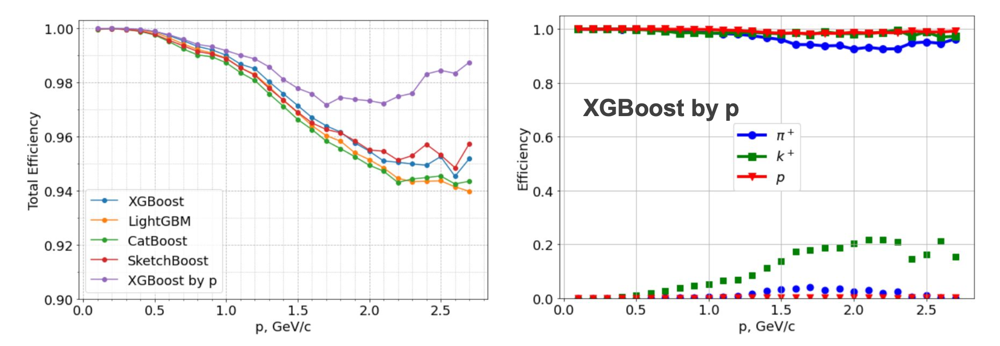 1.00
0.98
0.96
0.94
0.92
0.90
Total Efficiency
XGBoost
LightGBM
CatBoost
SketchBoost
XGBoost by p
0.0 0.5 1.0 1.5 2.0 2.5
p, GeV/c
1.0
0.8
0.6
0.4
0.2
0.0
Efficiency
XGBoost by p
π+
k+
p
0.0 0.5 1.0 1.5 2.0 2.5
p, GeV/c